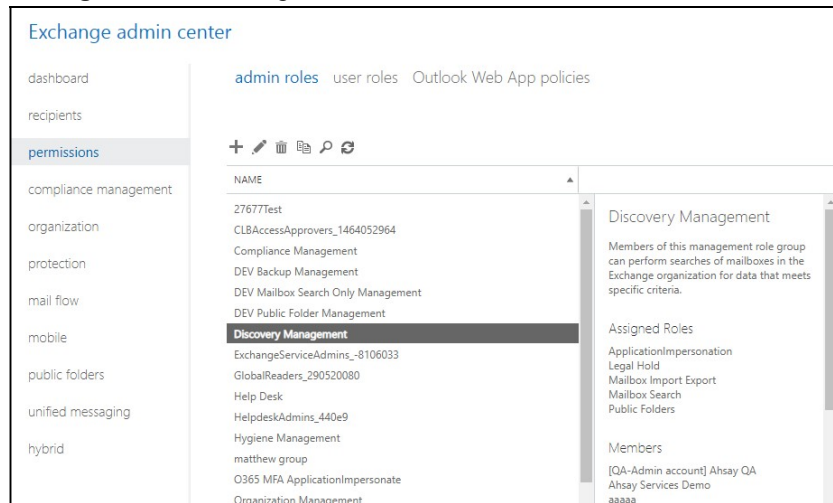 Exchange admin center
dashboard
recipients
permissions
compliance management
organization
protection
mail flow
mobile
public folders
unified messaging
hybrid
admin roles user roles Outlook Web App policies
NAME
27677Test
CLBAccessApprovers_1464052964
Compliance Management
DEV Backup Management
DEV Mailbox Search Only Management
DEV Public Folder Management
Discovery Management
ExchangeServiceAdmins_-8106033
GlobalReaders_290520080
Help Desk
HelpdeskAdmins_440e9
Hygiene Management
matthew group
O365 MFA ApplicationImpersonate
Organization Management
Discovery Management
Members of this management role group
can perform searches of mailboxes in the
Exchange organization for data that meets
specific criteria.
Assigned Roles
ApplicationImpersonation
Legal Hold
Mailbox Import Export
Mailbox Search
Public Folders
Members
[QA-Admin account] Ahsay QA
Ahsay Services Demo
aaaaa